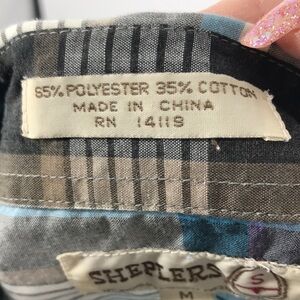 65% POLYESTER 35% COTTON
MADE IN CHINA
RN 14119
SHEPLERS
M